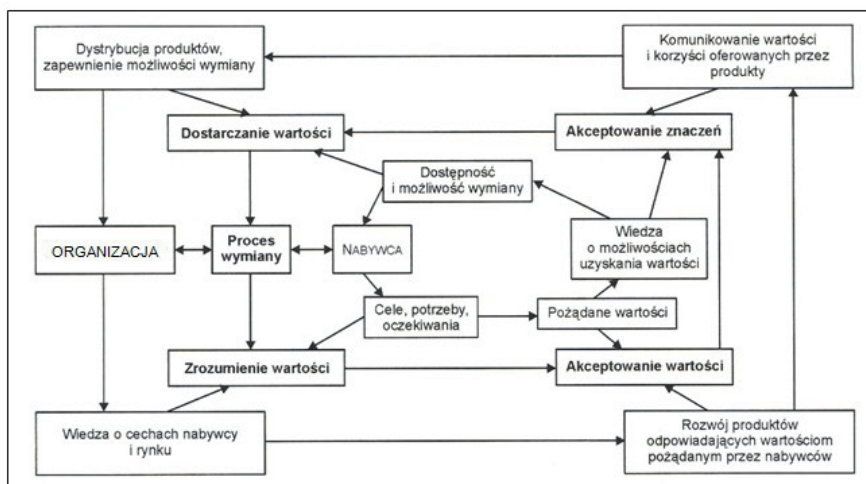 Dystrybucja produktów,
zapewnienie możliwości wymiany
Komunikowanie wartości
i korzyści oferowanych przez
produkty
Dostarczanie wartości
Akceptowanie znaczeń
Dostępność
i możliwość wymiany
ORGANIZACJA
Proces
wymiany
NABYWCA
Wiedza
o możliwościach
uzyskania wartości
Cele, potrzeby,
oczekiwania
Pożądane wartości
Zrozumienie wartości
Akceptowanie wartości
Wiedza o cechach nabywcy
i rynku
Rozwój produktów
odpowiadających wartościom
pożądanym przez nabywców